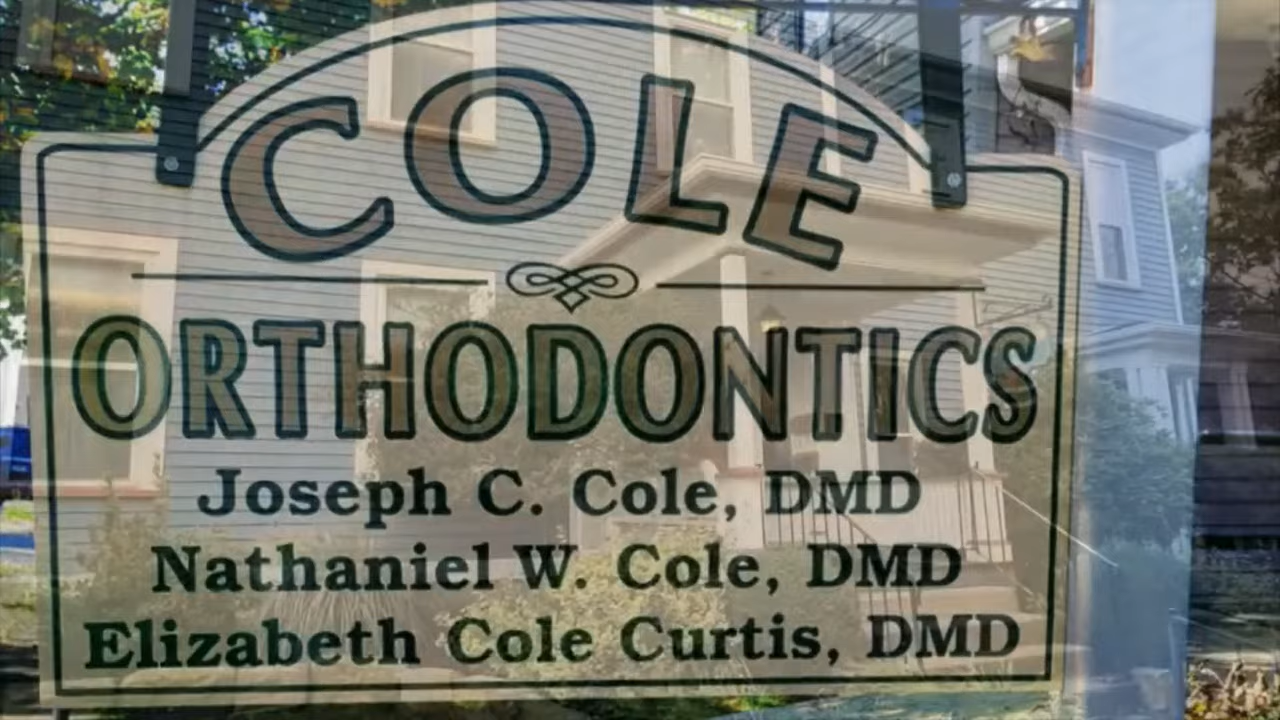 COLE
ORTHODONTICS
Joseph C. Cole, DMD
Nathaniel W. Cole, DMD
Elizabeth Cole Curtis, DMD